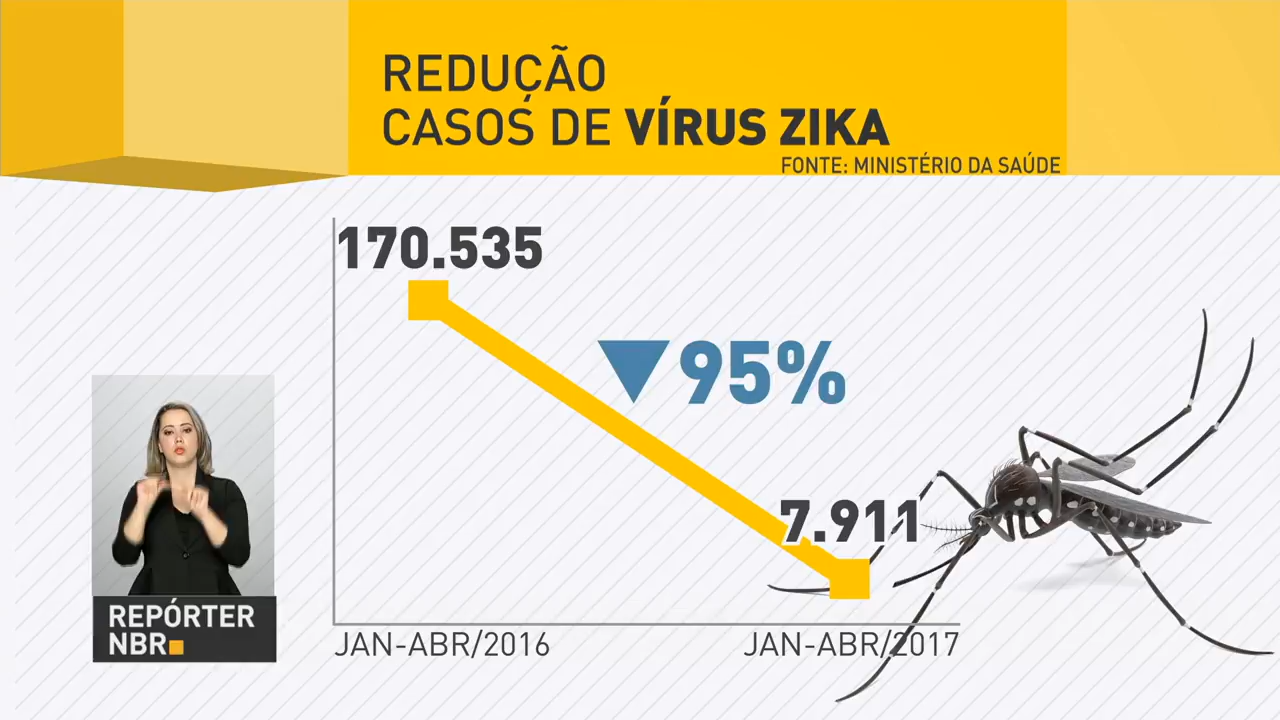 REDUÇÃO
CASOS DE VÍRUS ZIKA
FONTE: MINISTÉRIO DA SAÚDE
170.535
▼95%
7.911
JAN-ABR/2016
JAN-ABR/2017
REPÓRTER
NBR